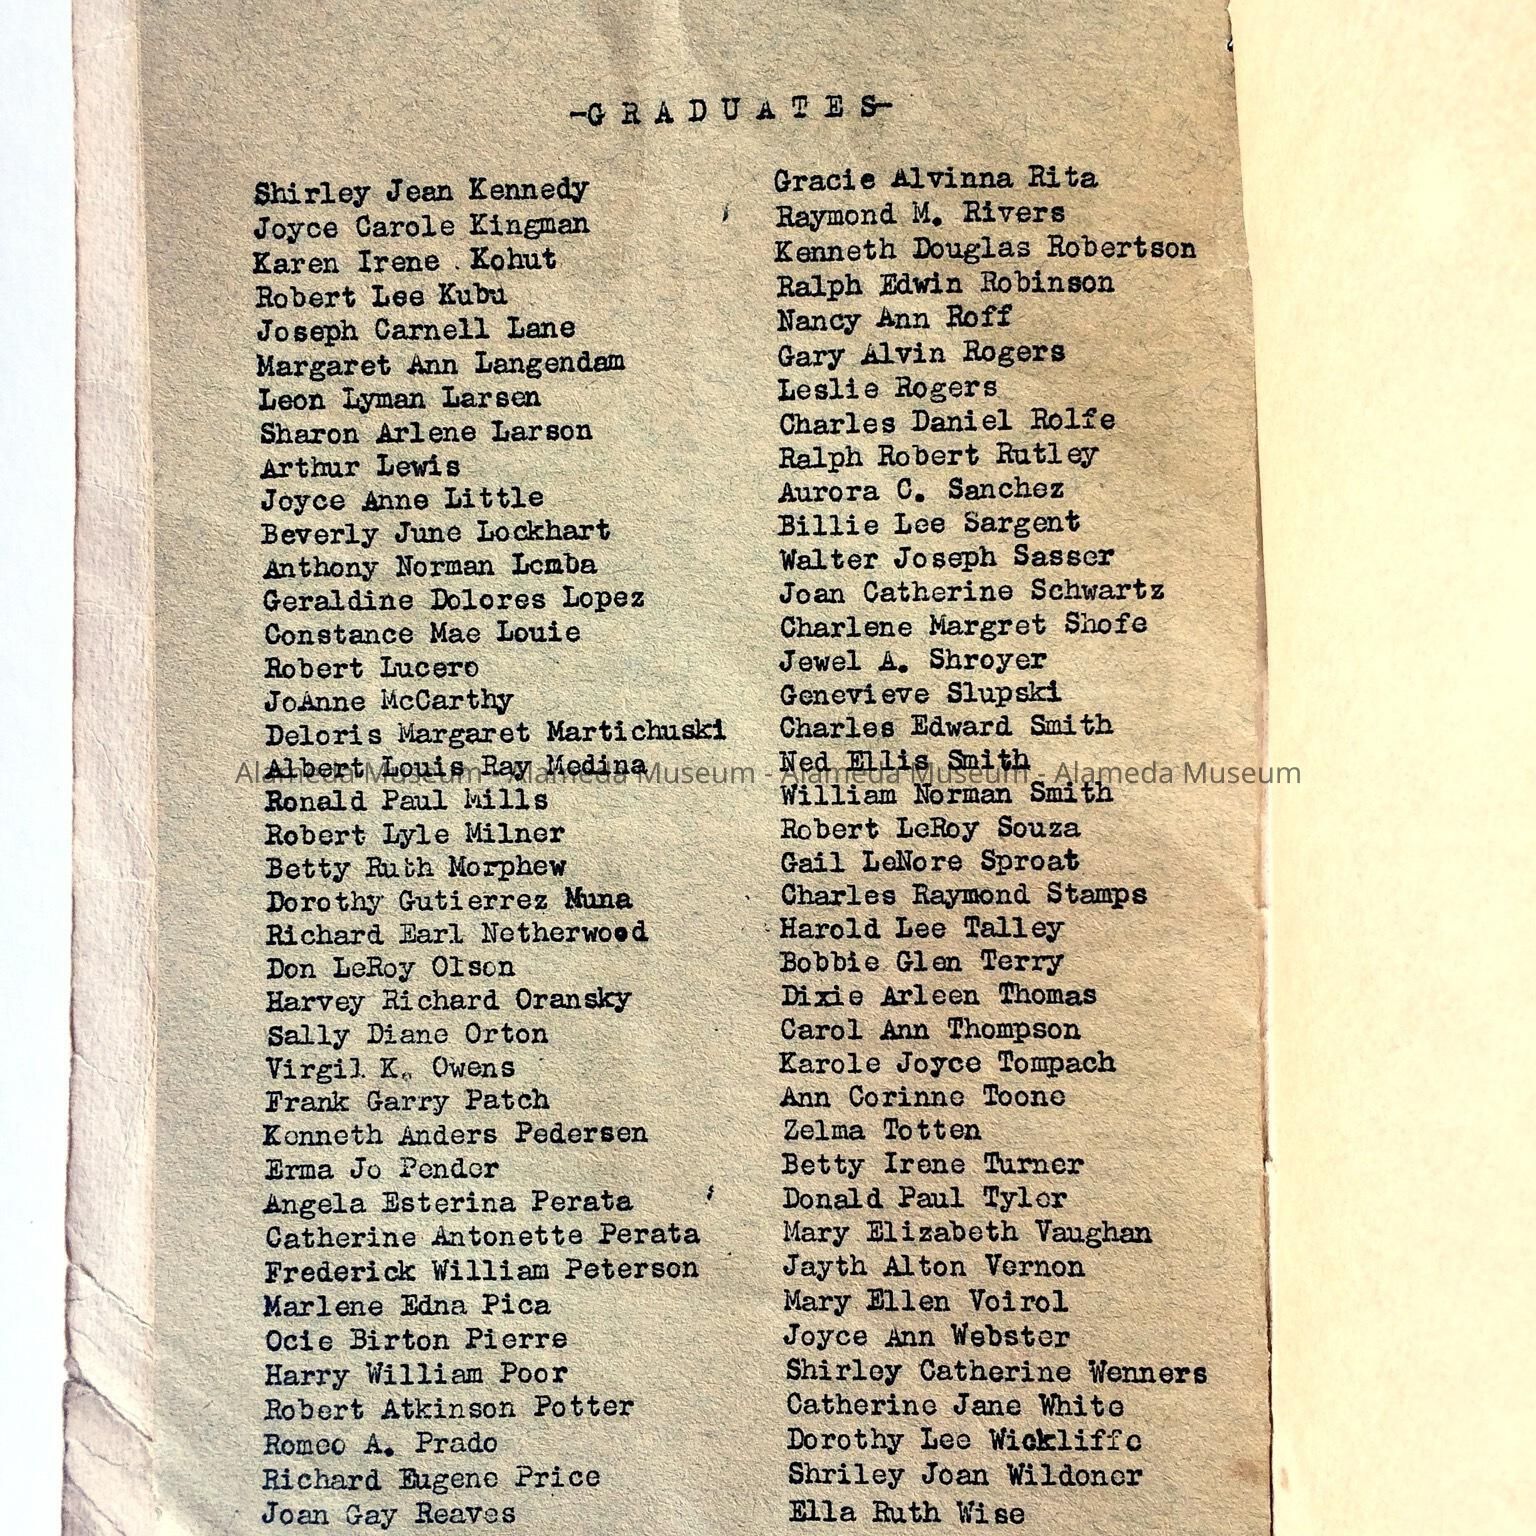 -GRADUATES-
Shirley Jean Kennedy
Joyce Carole Kingman
Karen Irene Kohut
Robert Lee Kubu
Joseph Carnell Lane
Margaret Ann Langendam
Leon Lyman Larsen
Sharon Arlene Larson
Arthur Lewis
Joyce Anne Little
Beverly June Lockhart
Anthony Norman Lomba
Geraldine Dolores Lopez
Constance Mae Louie
Robert Lucero
JoAnne McCarthy
Deloris Margaret Martichuski
Albert Louis Ray Medina
Ronald Paul Mills
Robert Lyle Milner
Betty Ruth Morphew
Dorothy Gutierrez Muna
Richard Earl Netherwood
Don LeRoy Olson
Harvey Richard Oransky
Sally Diane Orton
Virgil K. Owens
Frank Garry Patch
Kenneth Anders Pedersen
Erma Jo Pender
Angela Esterina Perata
Catherine Antonette Perata
Frederick William Peterson
Marlene Edna Pica
Ocie Birton Pierre
Harry William Poor
Robert Atkinson Potter
Romeo A. Prado
Richard Eugene Price
Joan Gay Reaves
Gracie Alvinna Rita
Raymond M. Rivers
Kenneth Douglas Robertson
Ralph Edwin Robinson
Nancy Ann Roff
Gary Alvin Rogers
Leslie Rogers
Charles Daniel Rolfe
Ralph Robert Rutley
Aurora C. Sanchez
Billie Lee Sargent
Walter Joseph Sasser
Joan Catherine Schwartz
Charlene Margret Shofe
Jewel A. Shroyer
Genevieve Slupski
Charles Edward Smith
Ned Ellis Smith
William Norman Smith
Robert LeRoy Souza
Gail LeNore Sproat
Charles Raymond Stamps
Harold Lee Talley
Bobbie Glen Terry
Dixie Arleen Thomas
Carol Ann Thompson
Karole Joyce Tompach
Ann Corinne Toone
Zelma Totten
Betty Irene Turner
Donald Paul Tyler
Mary Elizabeth Vaughan
Jayth Alton Vernon
Mary Ellen Voirol
Joyce Ann Webster
Shirley Catherine Wenners
Catherine Jane White
Dorothy Lee Wickliffe
Shriley Joan Wildoner
Ella Ruth Wise
Alameda Museum - Alameda Museum - Alameda Museum - Alameda Museum